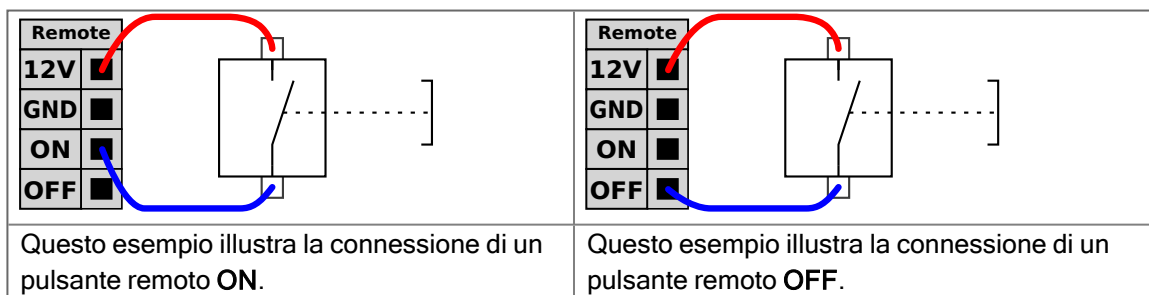 Remote
12V
GND
ON
OFF
Remote
12V
GND
ON
OFF
Questo esempio illustra la connessione di un
pulsante remoto ON.
Questo esempio illustra la connessione di un
pulsante remoto OFF.